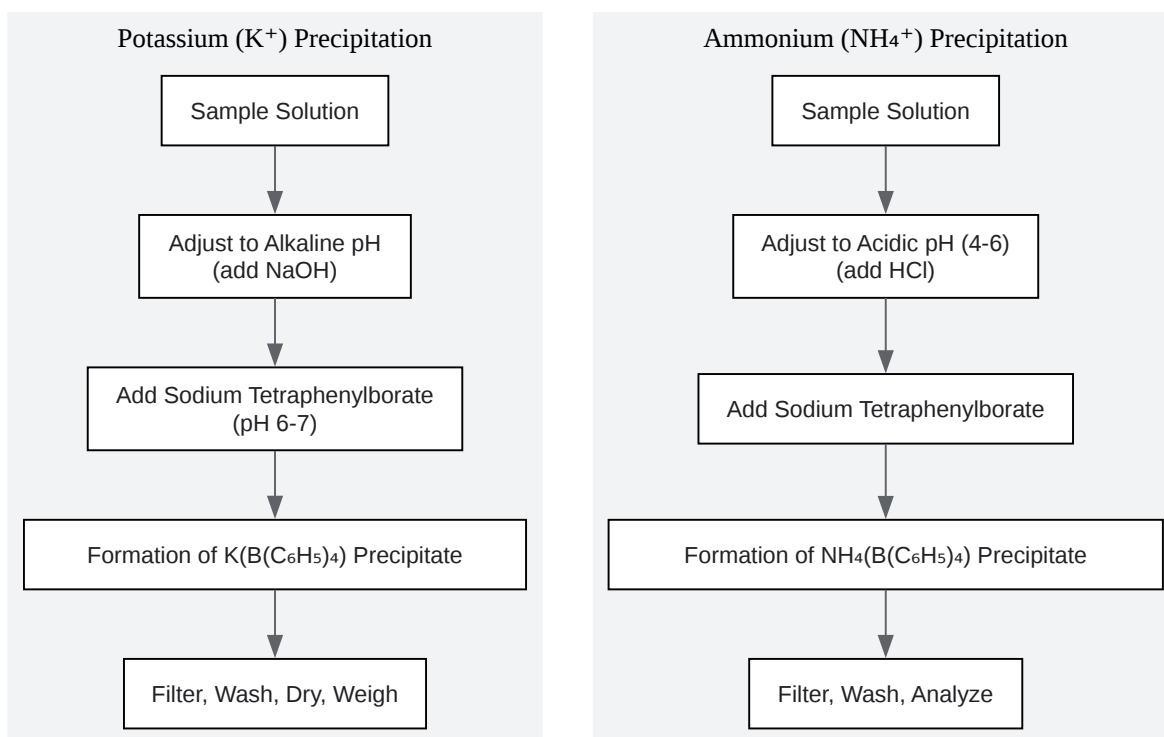 Potassium (K⁺) Precipitation
Sample Solution
Adjust to Alkaline pH
(add NaOH)
Add Sodium Tetraphenylborate
(pH 6-7)
Formation of K(B(C₆H₅)₄) Precipitate
Filter, Wash, Dry, Weigh
Ammonium (NH₄⁺) Precipitation
Sample Solution
Adjust to Acidic pH (4-6)
(add HCl)
Add Sodium Tetraphenylborate
Formation of NH₄(B(C₆H₅)₄) Precipitate
Filter, Wash, Analyze